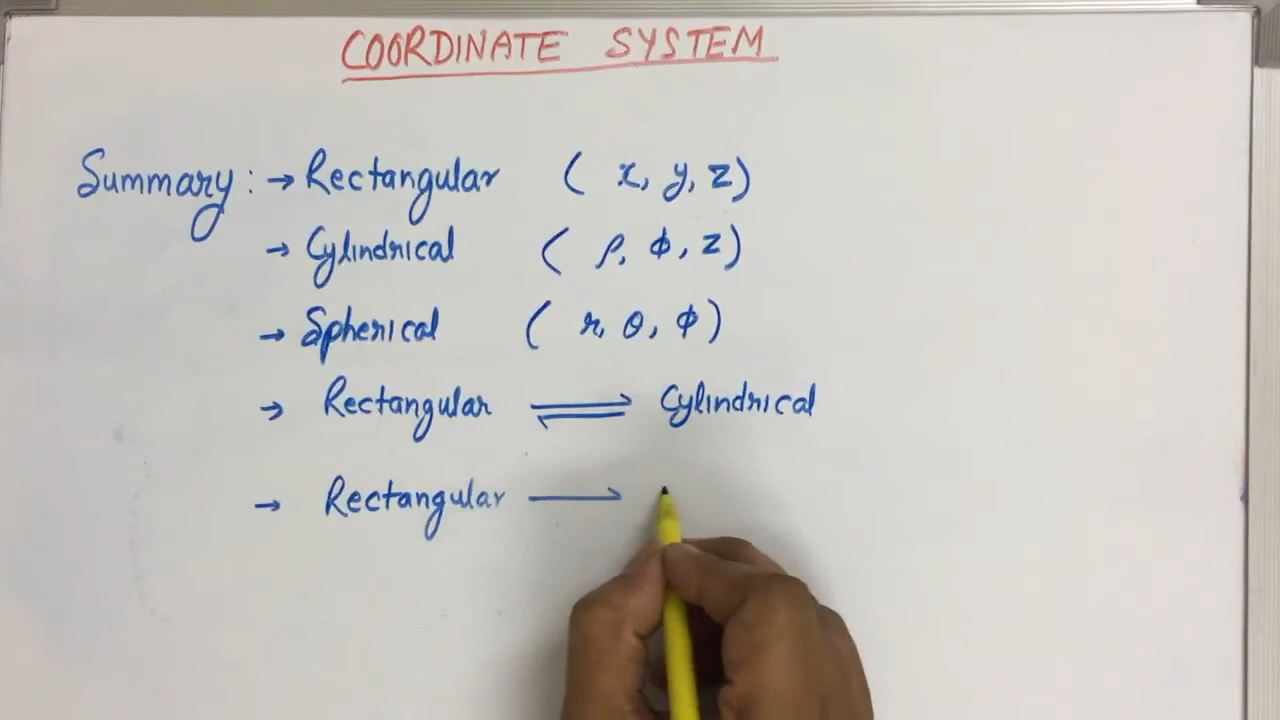 COORDINATE SYSTEM
Summary : → Rectangular ( x, y, z )
→ Cylindrical ( ρ, φ, z )
→ Spherical ( r, θ, φ )
→ Rectangular ⇌ Cylindrical
→ Rectangular ⟶